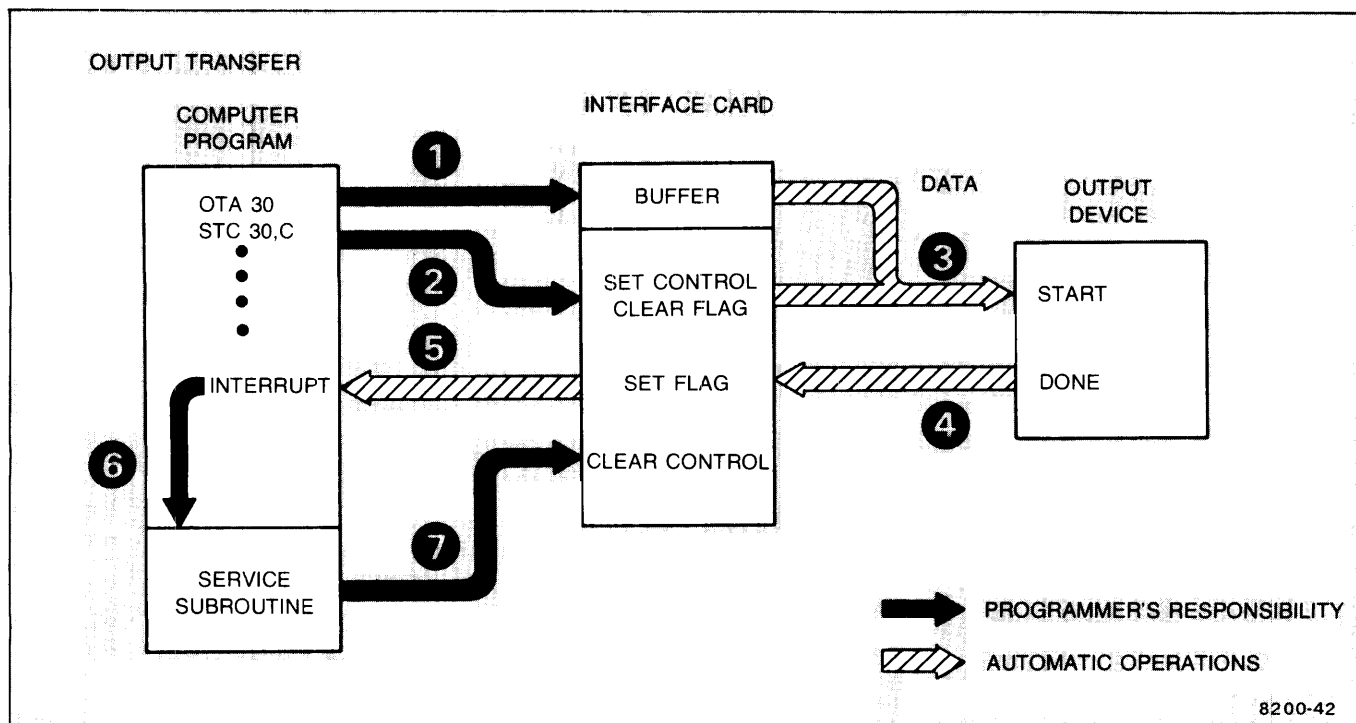 OUTPUT TRANSFER
COMPUTER
PROGRAM
INTERFACE CARD
1
OTA 30
STC 30,C
BUFFER
DATA
OUTPUT
DEVICE
2
SET CONTROL
CLEAR FLAG
3
START
5
INTERRUPT
SET FLAG
DONE
4
6
CLEAR CONTROL
7
SERVICE
SUBROUTINE
PROGRAMMER'S RESPONSIBILITY
AUTOMATIC OPERATIONS
8200-42